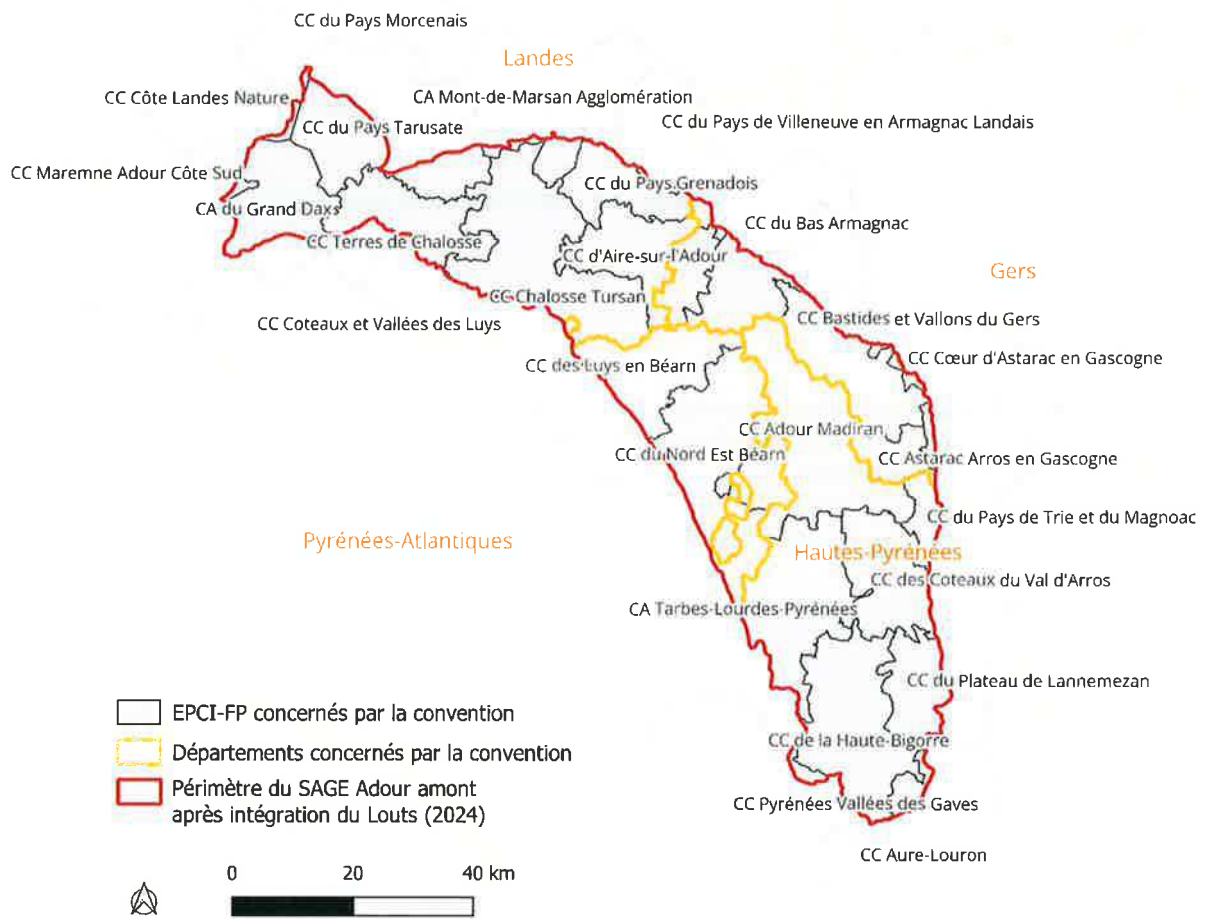 CC du Pays Morcenais
Landes
CC Côte Landes Nature
CA Mont-de-Marsan Agglomération
CC du Pays Tarusate
CC du Pays de Villeneuve en Armagnac Landais
CC Maremne Adour Côte Sud
CC du Pays Grenadois
CA du Grand Dax
CC du Bas Armagnac
CC Terres de Chalosse
CC d'Aire-sur-l'Adour
Gers
CC Chalosse Tursan
CC Coteaux et Vallées des Luys
CC Bastides et Vallons du Gers
CC des Luys en Béarn
CC Cœur d'Astarac en Gascogne
CC Adour Madiran
CC du Nord Est Béarn
CC Astarac Arros en Gascogne
CC du Pays de Trie et du Magnoac
Pyrénées-Atlantiques
Hautes-Pyrénées
CC des Coteaux du Val d'Arros
CA Tarbes-Lourdes-Pyrénées
CC du Plateau de Lannemezan
EPCI-FP concernés par la convention
CC de la Haute-Bigorre
Départements concernés par la convention
Périmètre du SAGE Adour amont
après intégration du Louts (2024)
CC Pyrénées Vallées des Gaves
CC Aure-Louron
0 20 40 km